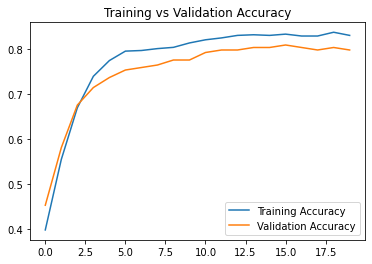 Training vs Validation Accuracy
0.8
0.7
0.6
0.5
0.4
Training Accuracy
Validation Accuracy
0.0 2.5 5.0 7.5 10.0 12.5 15.0 17.5